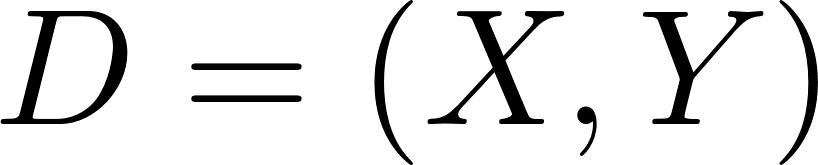 D = (X, Y)